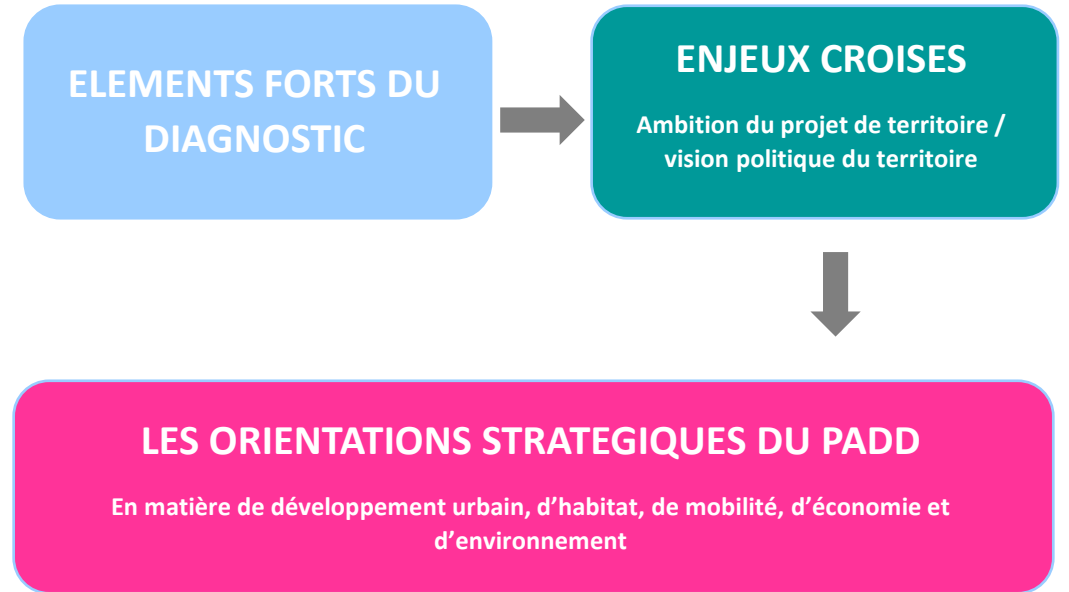 ELEMENTS FORTS DU
DIAGNOSTIC
ENJEUX CROISES
Ambition du projet de territoire /
vision politique du territoire
LES ORIENTATIONS STRATEGIQUES DU PADD
En matière de développement urbain, d’habitat, de mobilité, d’économie et
d’environnement